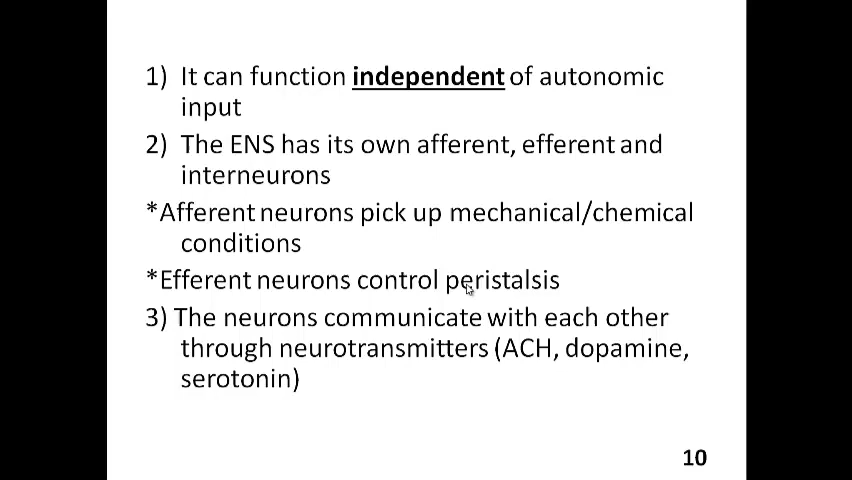 1) It can function independent of autonomic
input
2) The ENS has its own afferent, efferent and
interneurons
*Afferent neurons pick up mechanical/chemical
conditions
*Efferent neurons control peristalsis
3) The neurons communicate with each other
through neurotransmitters (ACH, dopamine,
serotonin)
10